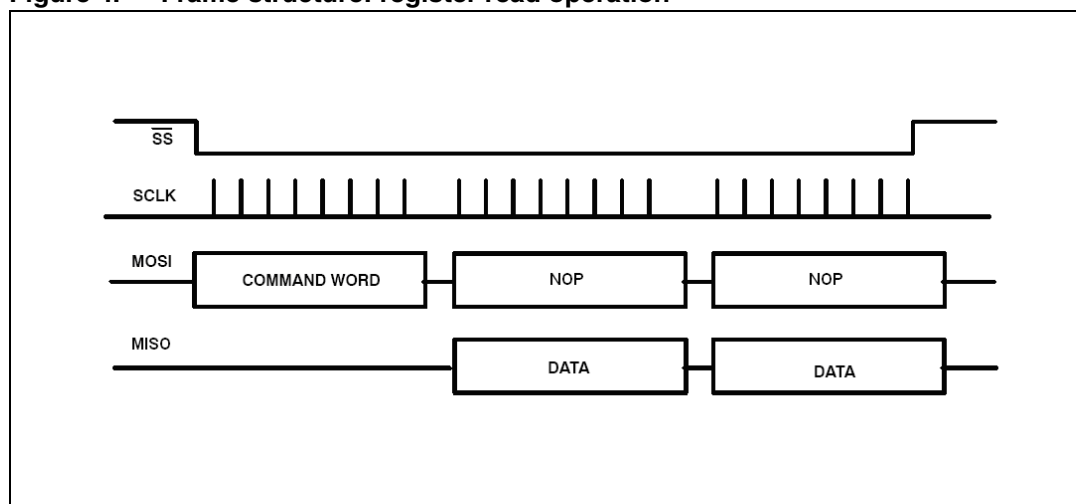 Figure 4. Frame structure: register read operation
SS
SCLK
MOSI
COMMAND WORD
NOP
NOP
MISO
DATA
DATA